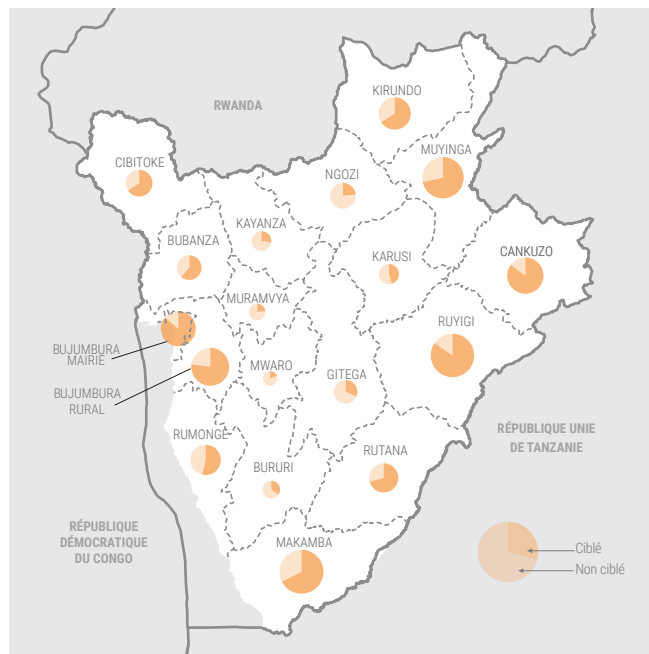 KIRUNDO
RWANDA
MUYINGA
CIBITOKE
NGOZI
KAYANZA
BUBANZA
KARUSI
CANKUZO
MURAMVYA
RUYIGI
BUJUMBURA
MAIRIE
MWARO
GITEGA
BUJUMBURA
RURAL
RÉPUBLIQUE UNIE
DE TANZANIE
RUMONGE
RUTANA
BURURI
RÉPUBLIQUE
DÉMOCRATIQUE
DU CONGO
MAKAMBA
Ciblé
Non ciblé